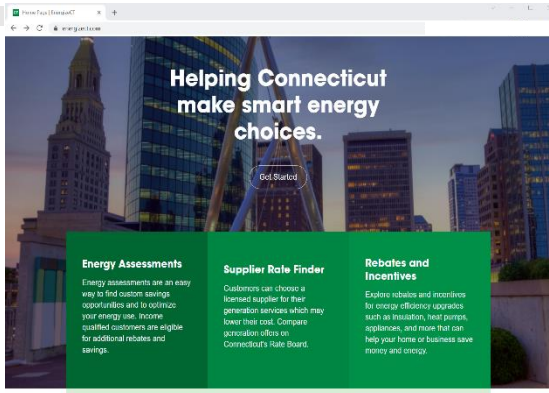 Home Page | EnergizeCT
energizect.com
Helping Connecticut
make smart energy
choices.
Get Started
Energy Assessments
Energy assessments are an easy
way to find custom savings
opportunities and to optimize
your energy use. Income
qualified customers are eligible
for additional rebates and
savings.
Supplier Rate Finder
Customers can choose a
licensed supplier for their
generation services which may
lower their cost. Compare
generation offers on
Connecticut's Rate Board.
Rebates and
Incentives
Explore rebates and incentives
for energy efficiency upgrades
such as insulation, heat pumps,
appliances, and more that can
help your home or business save
money and energy.